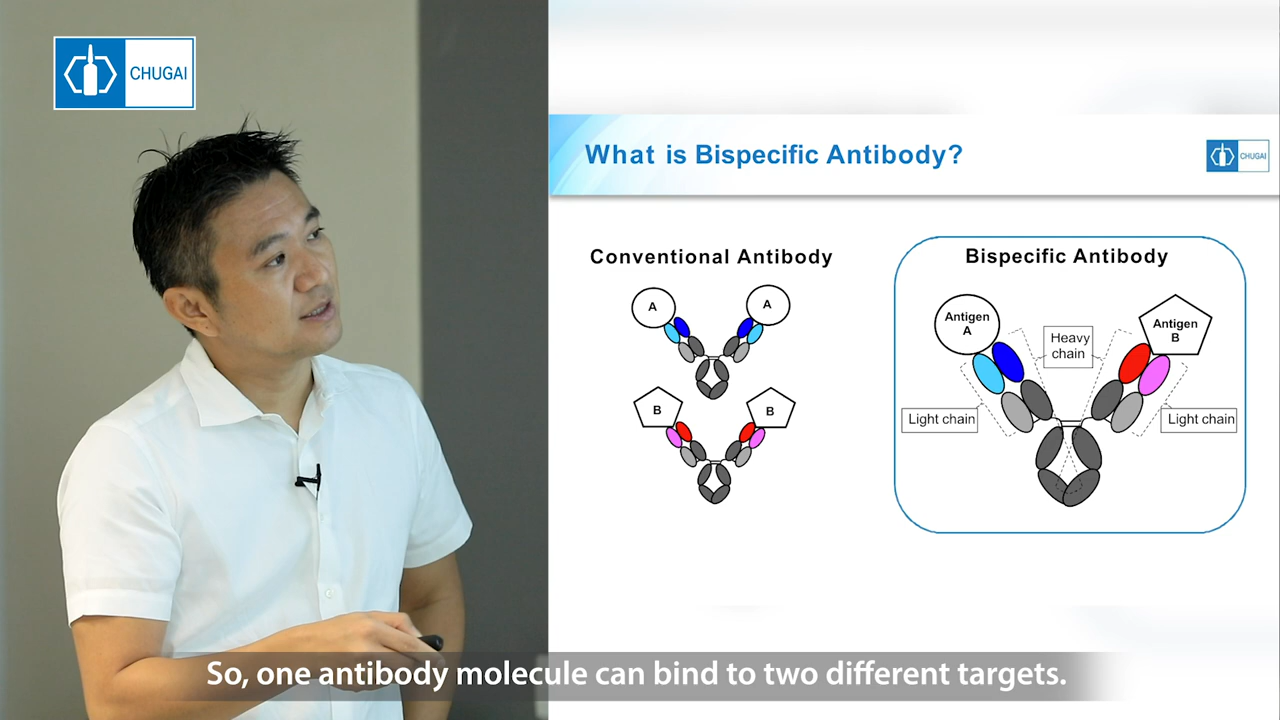 CHUGAI
What is Bispecific Antibody?
CHUGAI
Conventional Antibody
A
A
B
B
Bispecific Antibody
Antigen
A
Antigen
B
Heavy
chain
Light chain
Light chain
So, one antibody molecule can bind to two different targets.